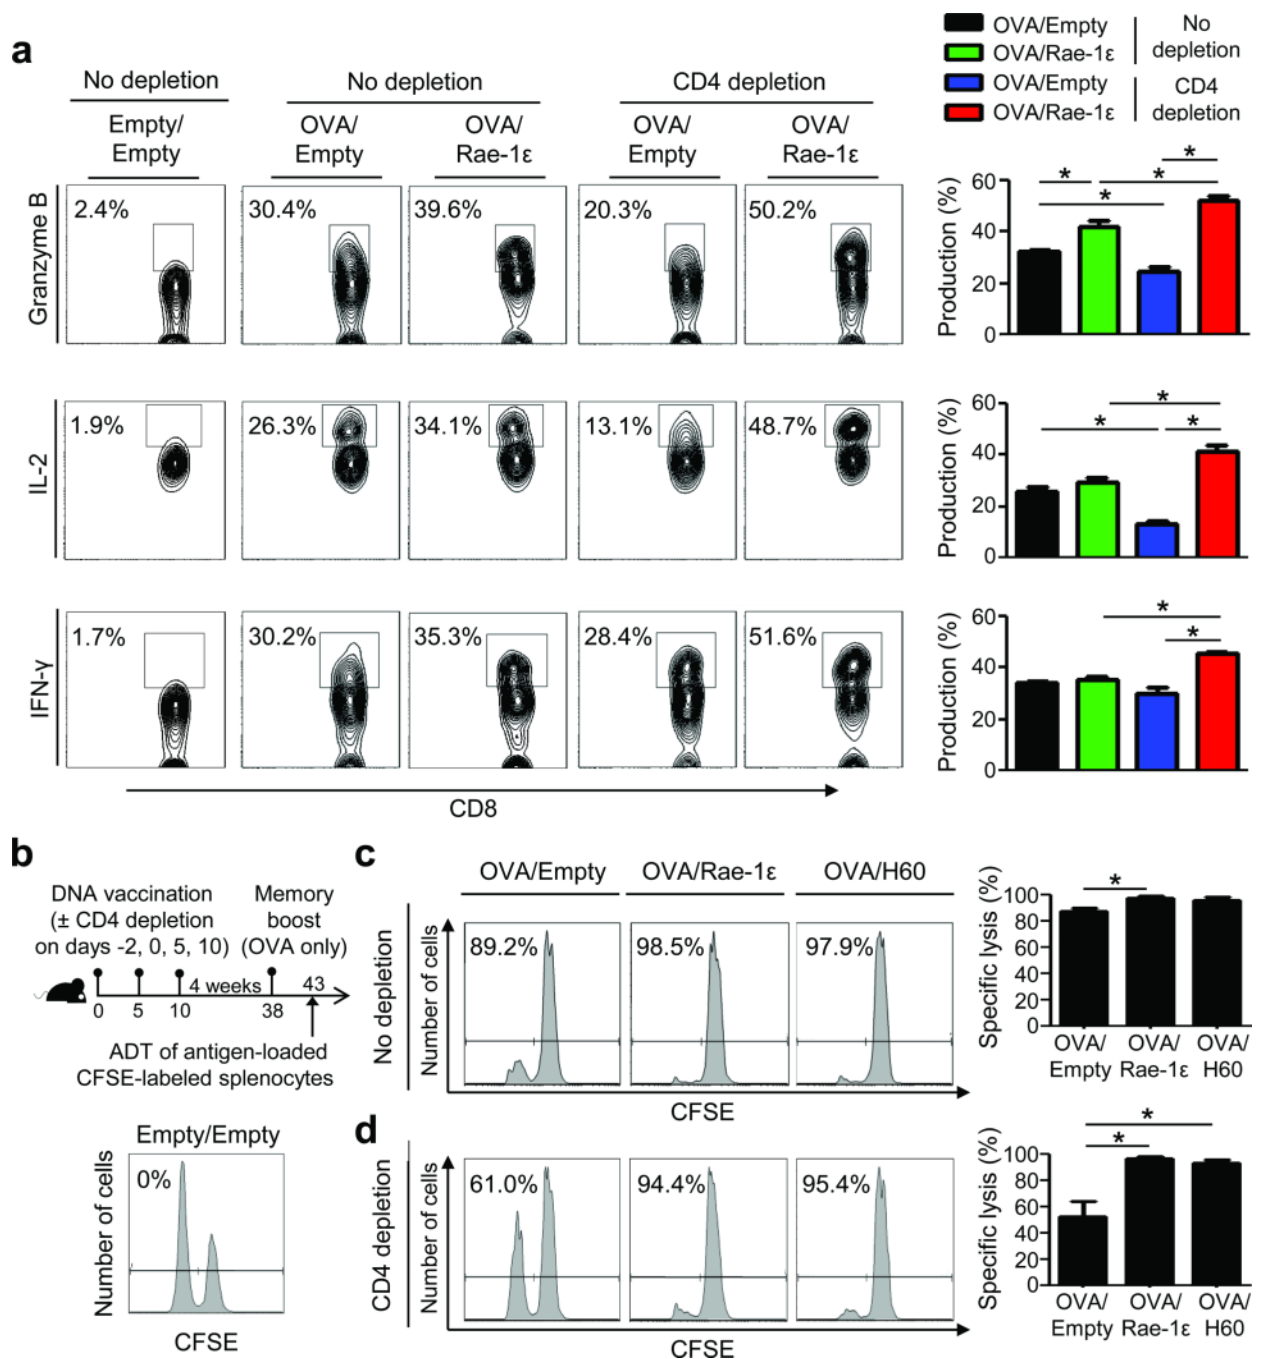 a
No depletion
No depletion
CD4 depletion
Empty/
Empty
OVA/
Empty
OVA/
Rae-1ε
OVA/
Empty
OVA/
Rae-1ε
OVA/Empty
OVA/Rae-1ε
No
depletion
OVA/Empty
OVA/Rae-1ε
CD4
depletion
Granzyme B
2.4%
30.4%
39.6%
20.3%
50.2%
Production (%)
60
40
20
0
*
*
*
*
IL-2
1.9%
26.3%
34.1%
13.1%
48.7%
Production (%)
60
40
20
0
*
*
*
IFN-γ
1.7%
30.2%
35.3%
28.4%
51.6%
Production (%)
60
40
20
0
*
*
CD8
b
DNA vaccination
(± CD4 depletion
on days -2, 0, 5, 10)
Memory
boost
(OVA only)
4 weeks
43
0
5
10
38
ADT of antigen-loaded
CFSE-labeled splenocytes
Empty/Empty
Number of cells
0%
CFSE
c
OVA/Empty
OVA/Rae-1ε
OVA/H60
No depletion
Number of cells
89.2%
98.5%
97.9%
CFSE
Specific lysis (%)
100
80
60
40
20
0
*
OVA/
Empty
OVA/
Rae-1ε
OVA/
H60
d
CD4 depletion
Number of cells
61.0%
94.4%
95.4%
CFSE
Specific lysis (%)
100
80
60
40
20
0
*
*
OVA/
Empty
OVA/
Rae-1ε
OVA/
H60